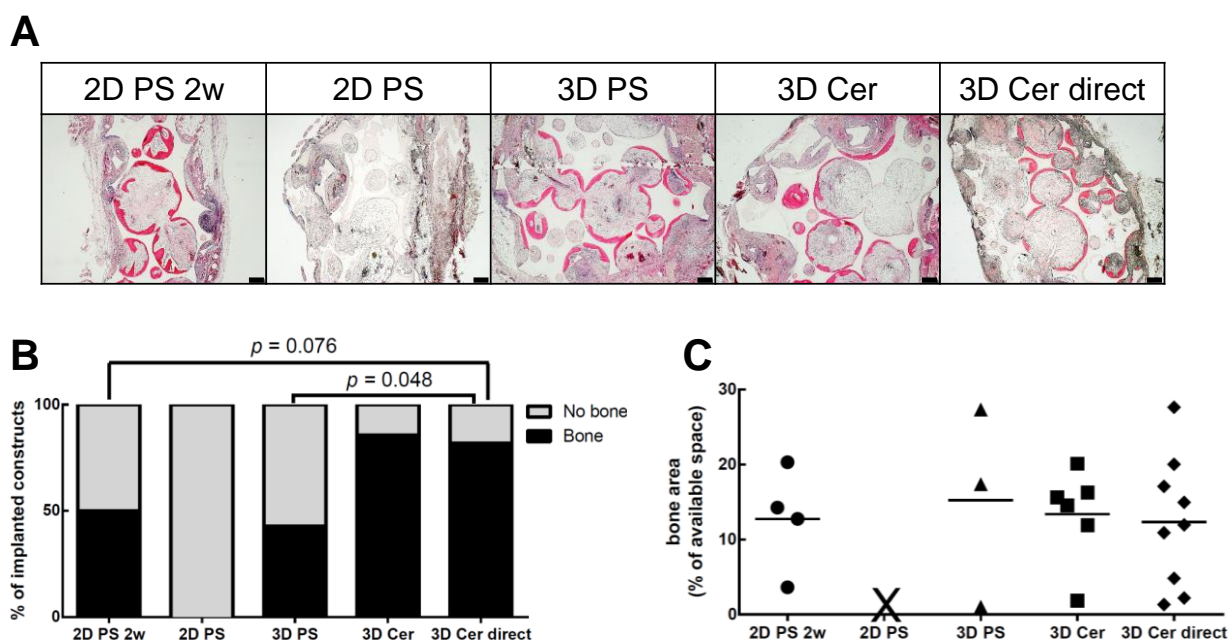 A
2D PS 2w 2D PS 3D PS 3D Cer 3D Cer direct
B
p = 0.076
p = 0.048
% of implanted constructs
100
50
0
No bone
Bone
2D PS 2w 2D PS 3D PS 3D Cer 3D Cer direct
C
bone area
(% of available space)
30
20
10
0
X
2D PS 2w 2D PS 3D PS 3D Cer 3D Cer direct